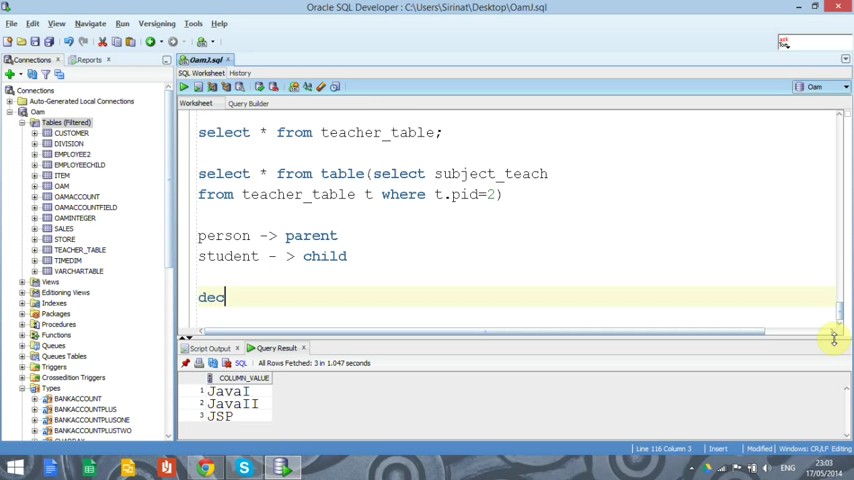 Oracle SQL Developer : C:\Users\Sirinat\Desktop\OamJ.sql
File Edit View Navigate Run Versioning Tools Help
Connections Reports OamJ.sql
SQL Worksheet History
Oam
Worksheet Query Builder
Connections
Auto-Generated Local Connections
Oam
Tables (Filtered)
CUSTOMER
DIVISION
EMPLOYEE2
EMPLOYEECHILD
ITEM
OAM
OAMACCOUNT
OAMACCOUNTFIELD
OAMINTEGER
SALES
STORE
TEACHER_TABLE
TIMEDIM
VARCHARTABLE
Views
Editioning Views
Indexes
Packages
Procedures
Functions
Queues
Queues Tables
Triggers
Crossedition Triggers
Types
BANKACCOUNT
BANKACCOUNTPLUS
BANKACCOUNTPLUSONE
BANKACCOUNTPLUSTWO
select * from teacher_table;
select * from table(select subject_teach
from teacher_table t where t.pid=2)
person -> parent
student - > child
dec
Script Output Query Result
SQL All Rows Fetched: 3 in 1.047 seconds
COLUMN_VALUE
1 JavaI
2 JavaII
3 JSP
Line 116 Column 3 Insert Modified Windows: CR/LF Editing
ENG 23:03
17/05/2014